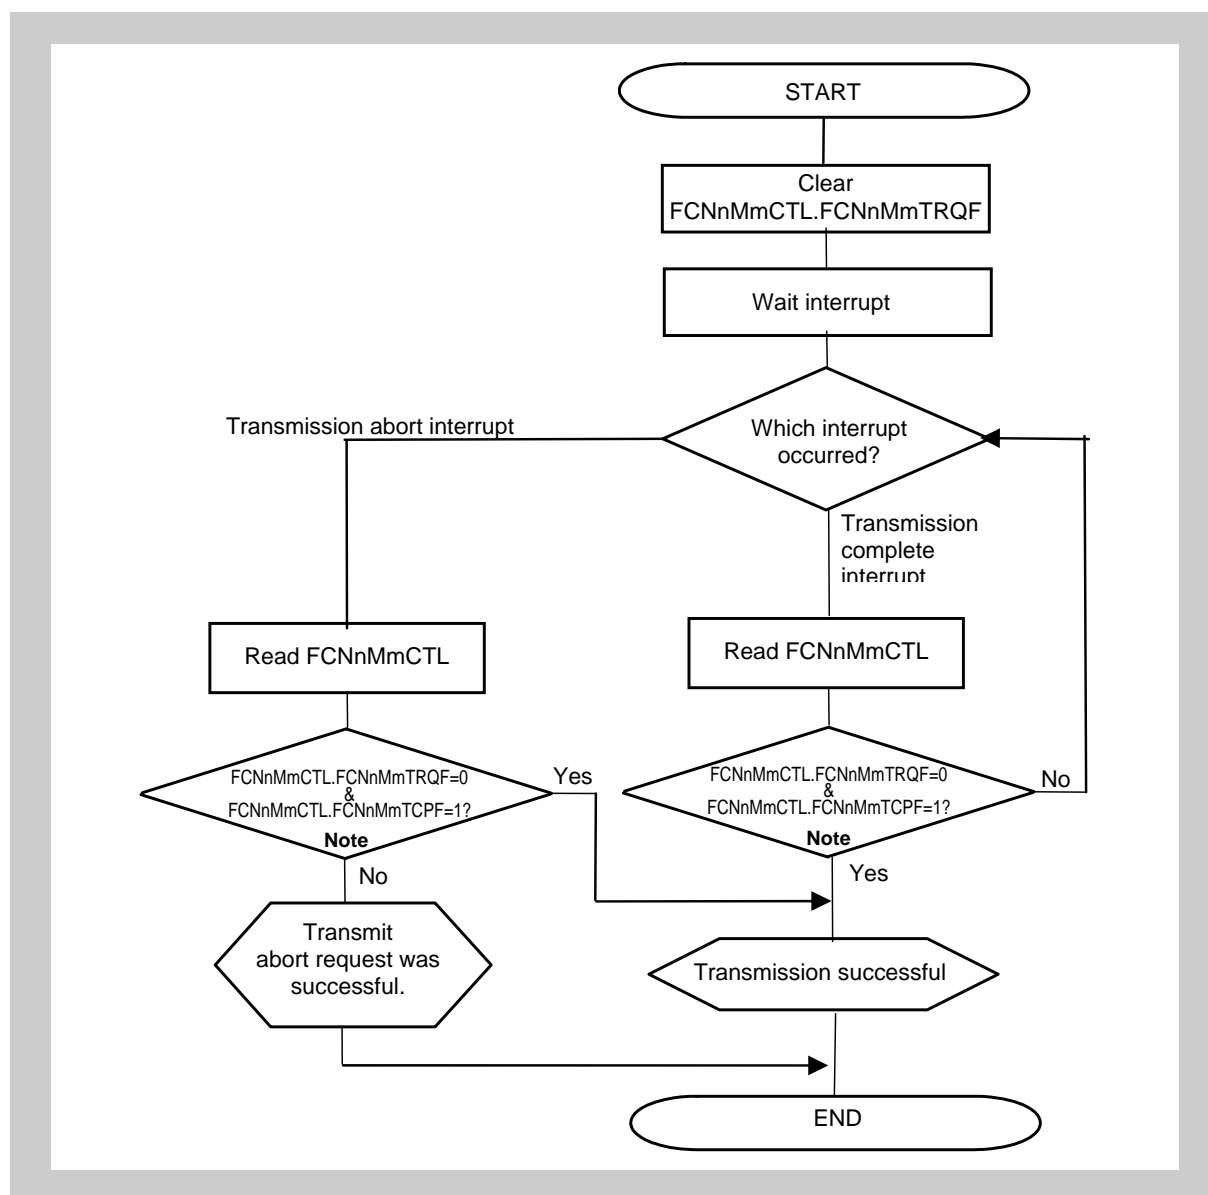 START
Clear
FCNnMmCTL.FCNnMmTRQF
Wait interrupt
Transmission abort interrupt
Which interrupt
occurred?
Transmission
complete
interrupt
Read FCNnMmCTL
Read FCNnMmCTL
FCNnMmCTL.FCNnMmTRQF=0
&
FCNnMmCTL.FCNnMmTCPF=1?
Note
Yes
No
FCNnMmCTL.FCNnMmTRQF=0
&
FCNnMmCTL.FCNnMmTCPF=1?
Note
No
Yes
Transmit
abort request was
successful.
Transmission successful
END